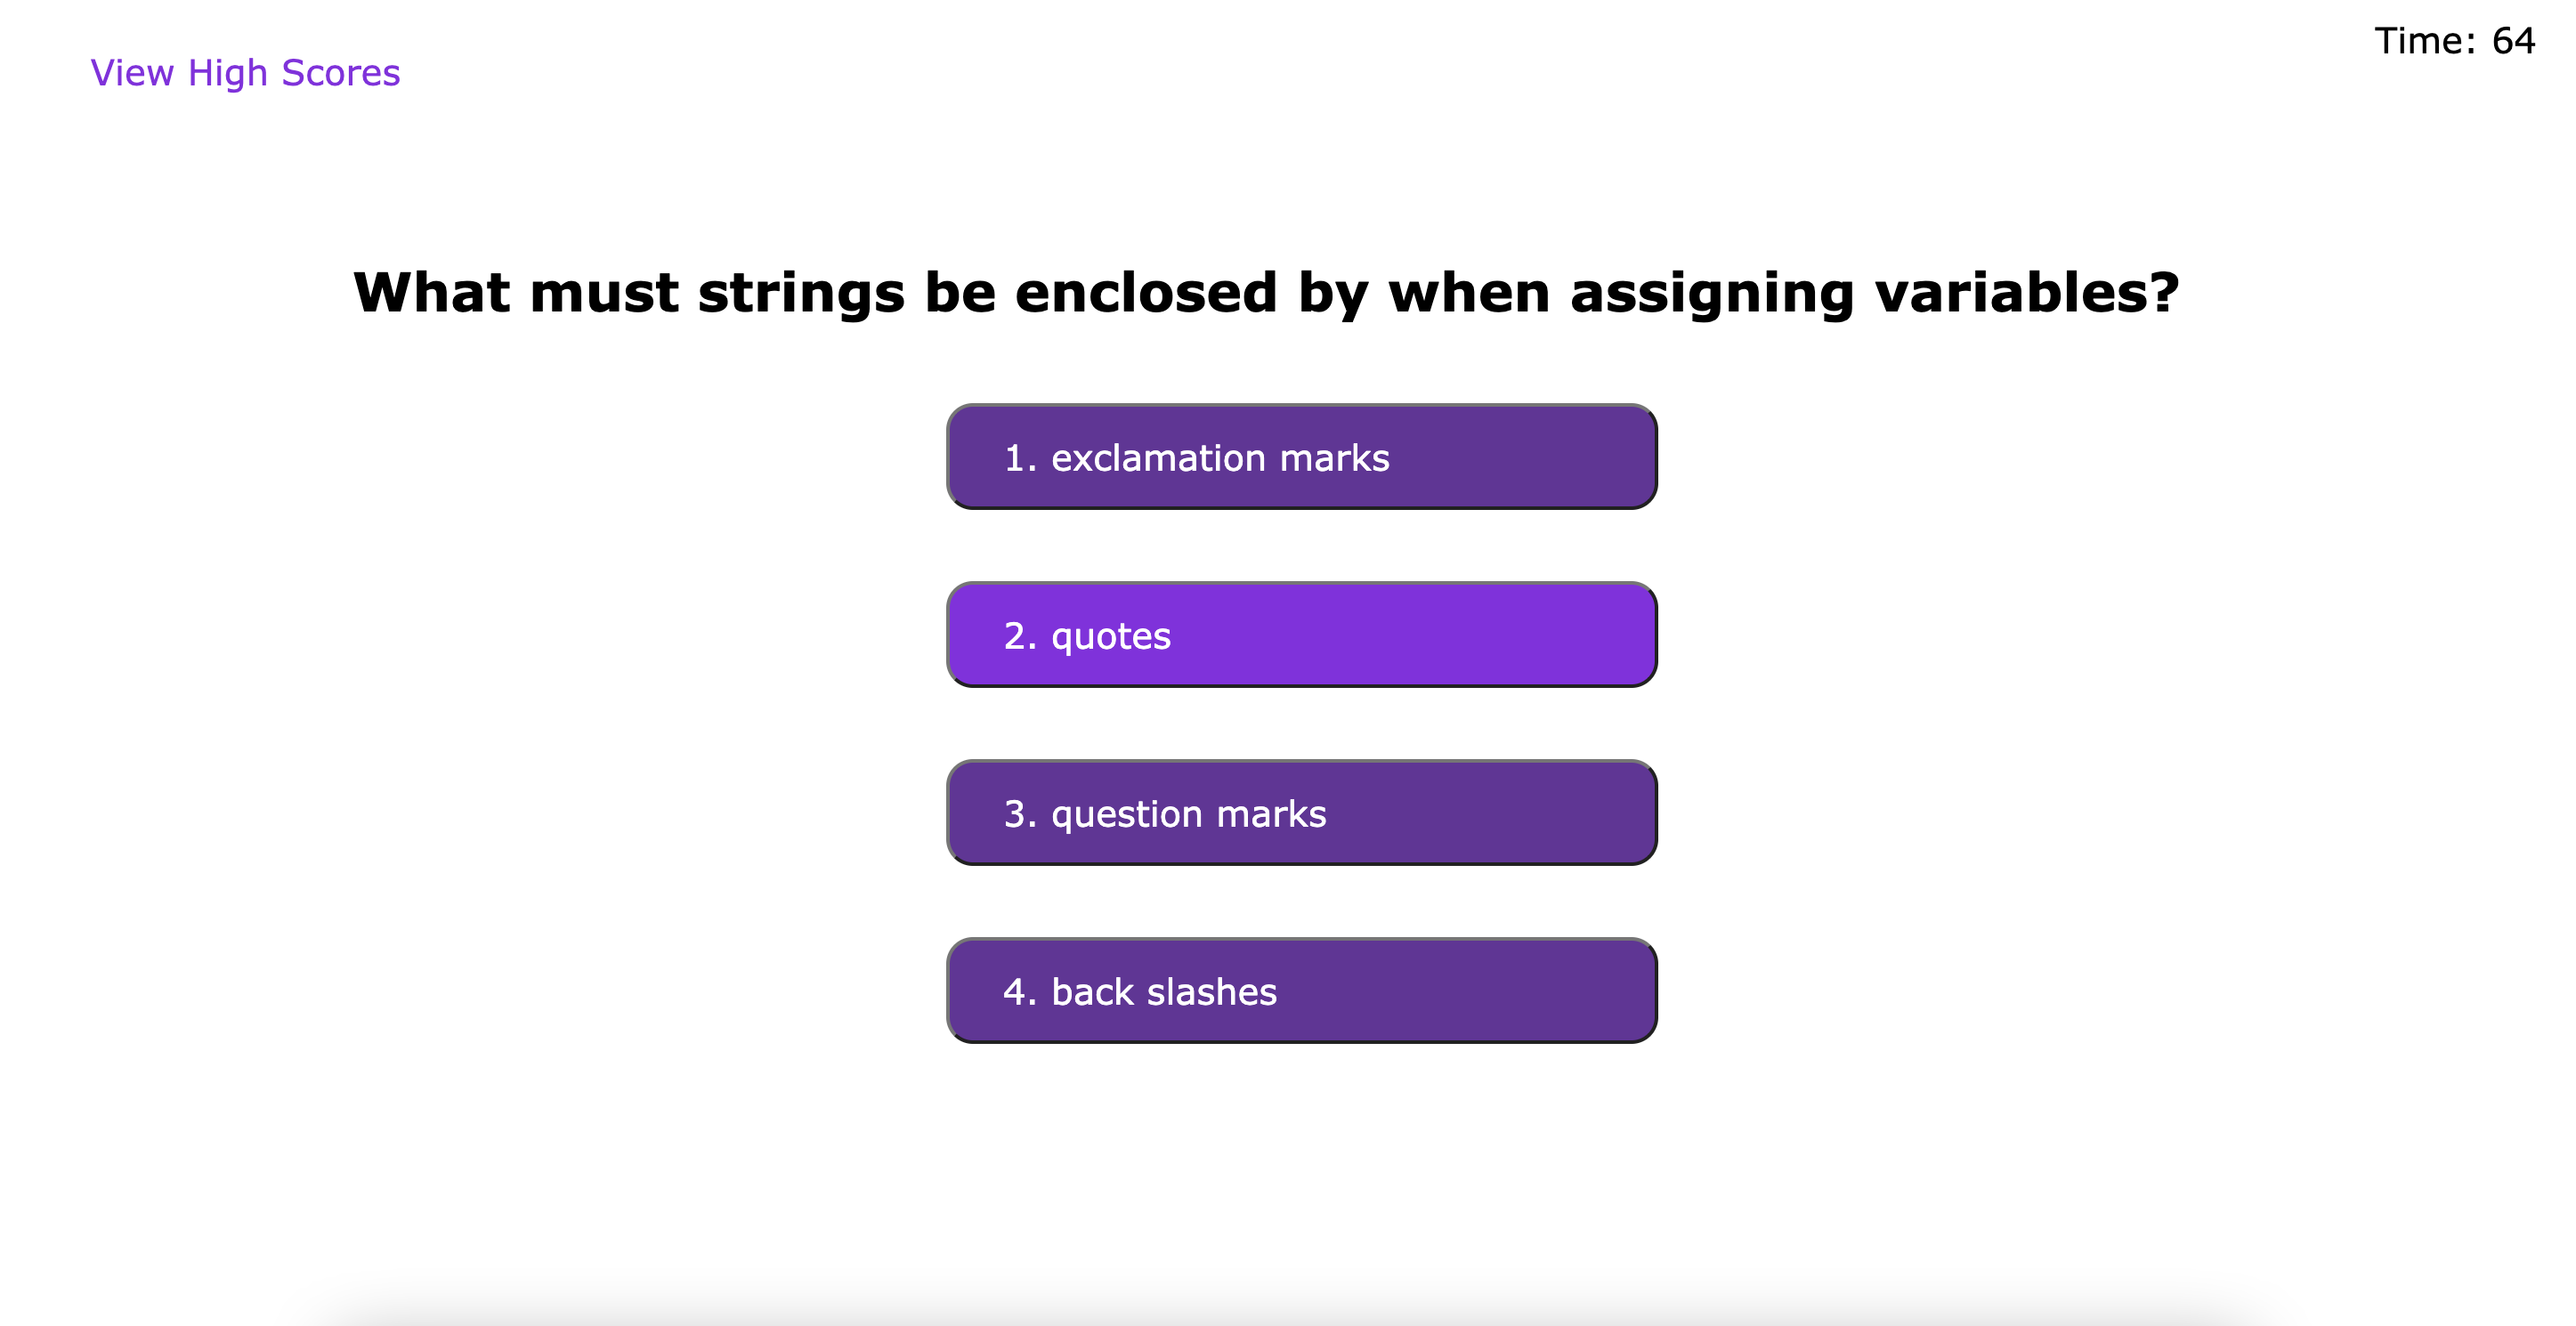 View High Scores
Time: 64
What must strings be enclosed by when assigning variables?
1. exclamation marks
2. quotes
3. question marks
4. back slashes